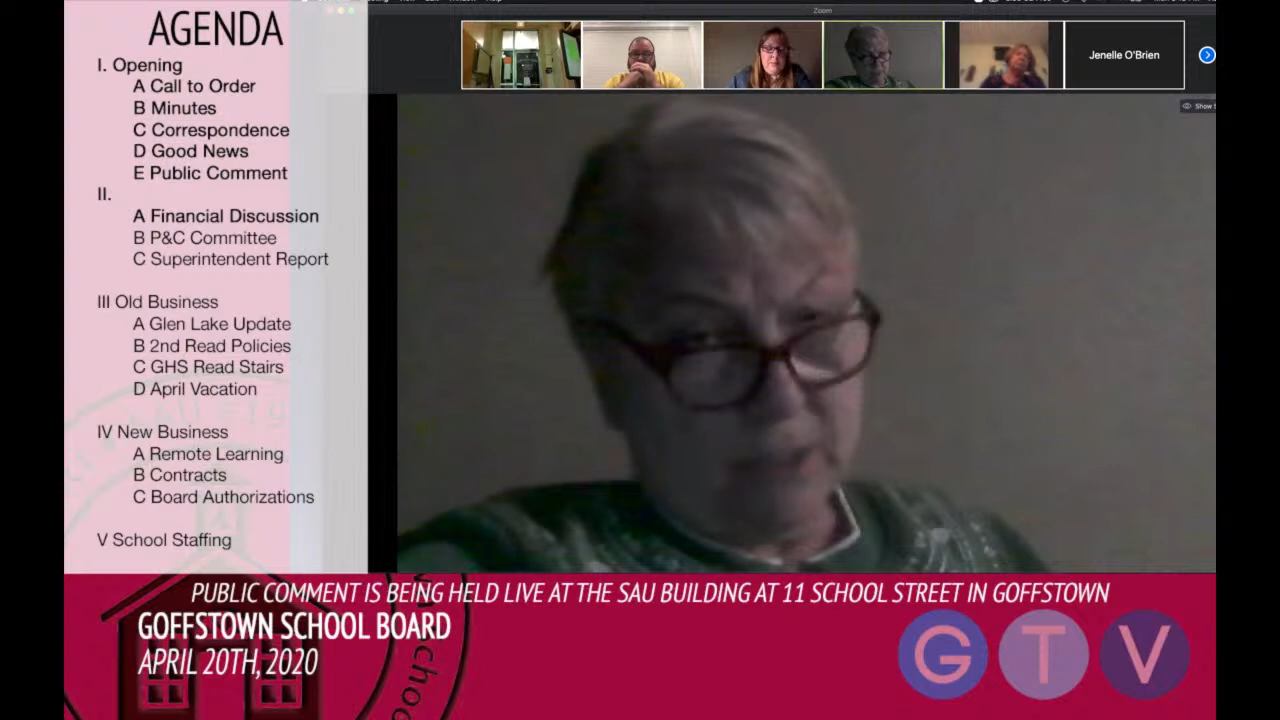 Zoom
AGENDA
I. Opening
A Call to Order
B Minutes
C Correspondence
D Good News
E Public Comment
II.
A Financial Discussion
B P&C Committee
C Superintendent Report
III Old Business
A Glen Lake Update
B 2nd Read Policies
C GHS Read Stairs
D April Vacation
IV New Business
A Remote Learning
B Contracts
C Board Authorizations
V School Staffing
Jenelle O'Brien
Show
PUBLIC COMMENT IS BEING HELD LIVE AT THE SAU BUILDING AT 11 SCHOOL STREET IN GOFFSTOWN
GOFFSTOWN SCHOOL BOARD
APRIL 20TH, 2020
G T V